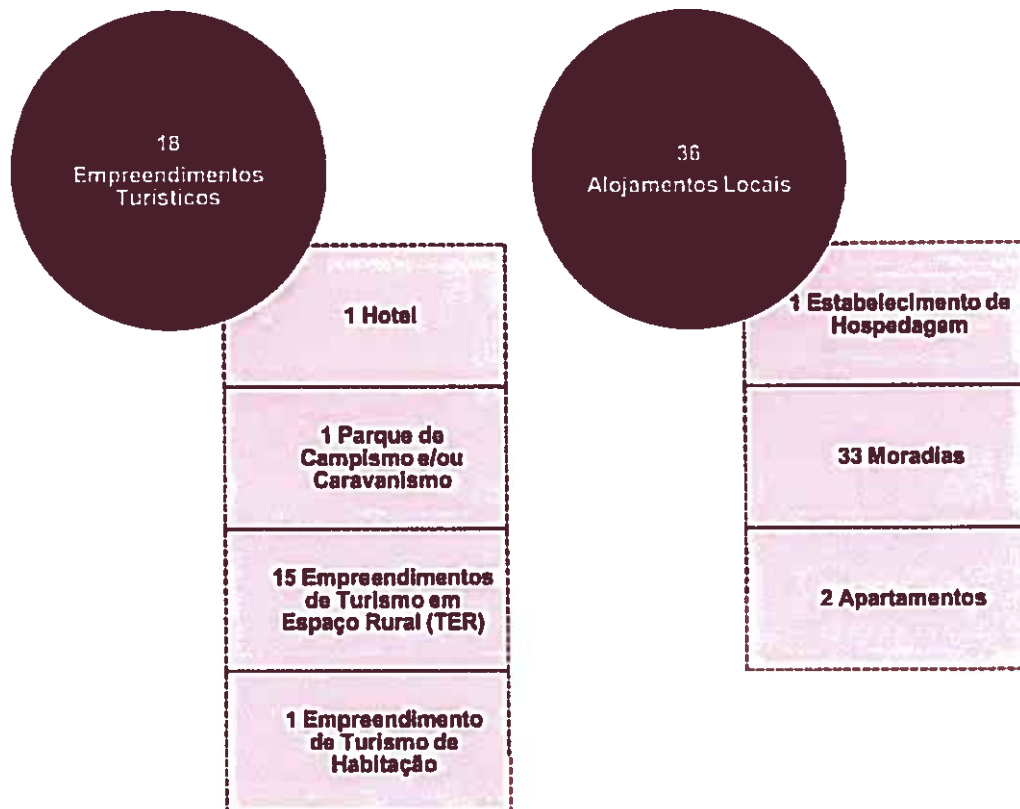 18
Empreendimentos
Turísticos
1 Hotel
1 Parque de
Campismo e/ou
Caravanismo
15 Empreendimentos
de Turismo em
Espaço Rural (TER)
1 Empreendimento
de Turismo de
Habitação
36
Alojamentos Locais
1 Estabelecimento de
Hospedagem
33 Moradias
2 Apartamentos